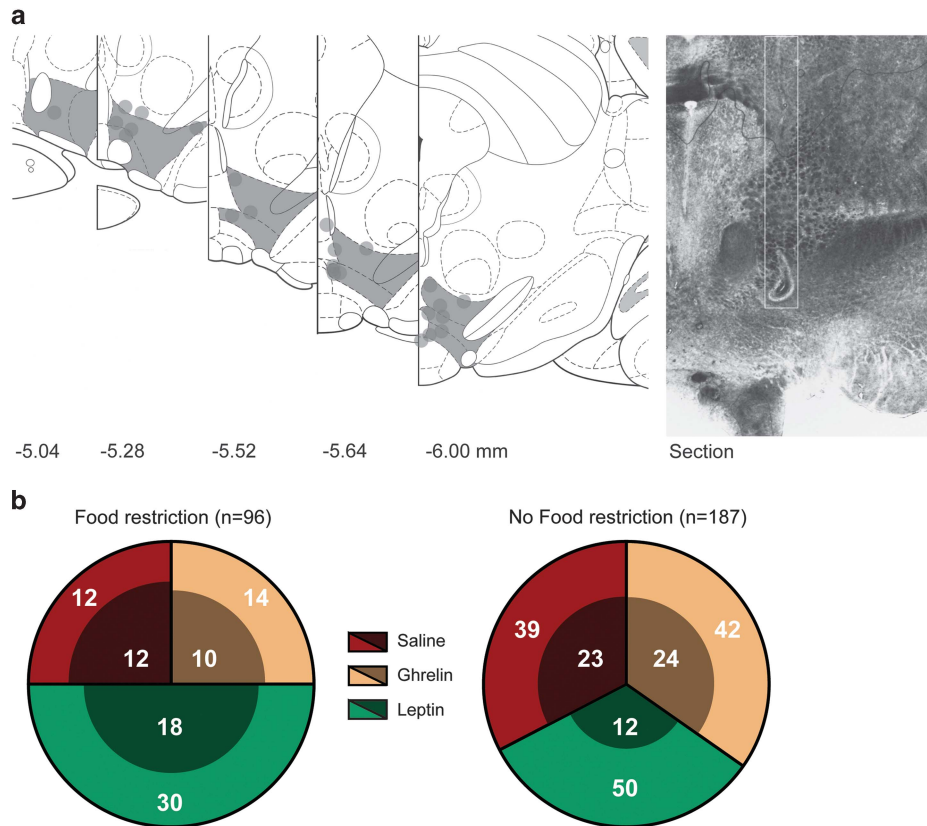 a
-5.04 -5.28 -5.52 -5.64 -6.00 mm Section
b
Food restriction (n=96) No Food restriction (n=187)
12 14 39 42
12 10 23 24
Saline
Ghrelin
Leptin
18 12
30 50